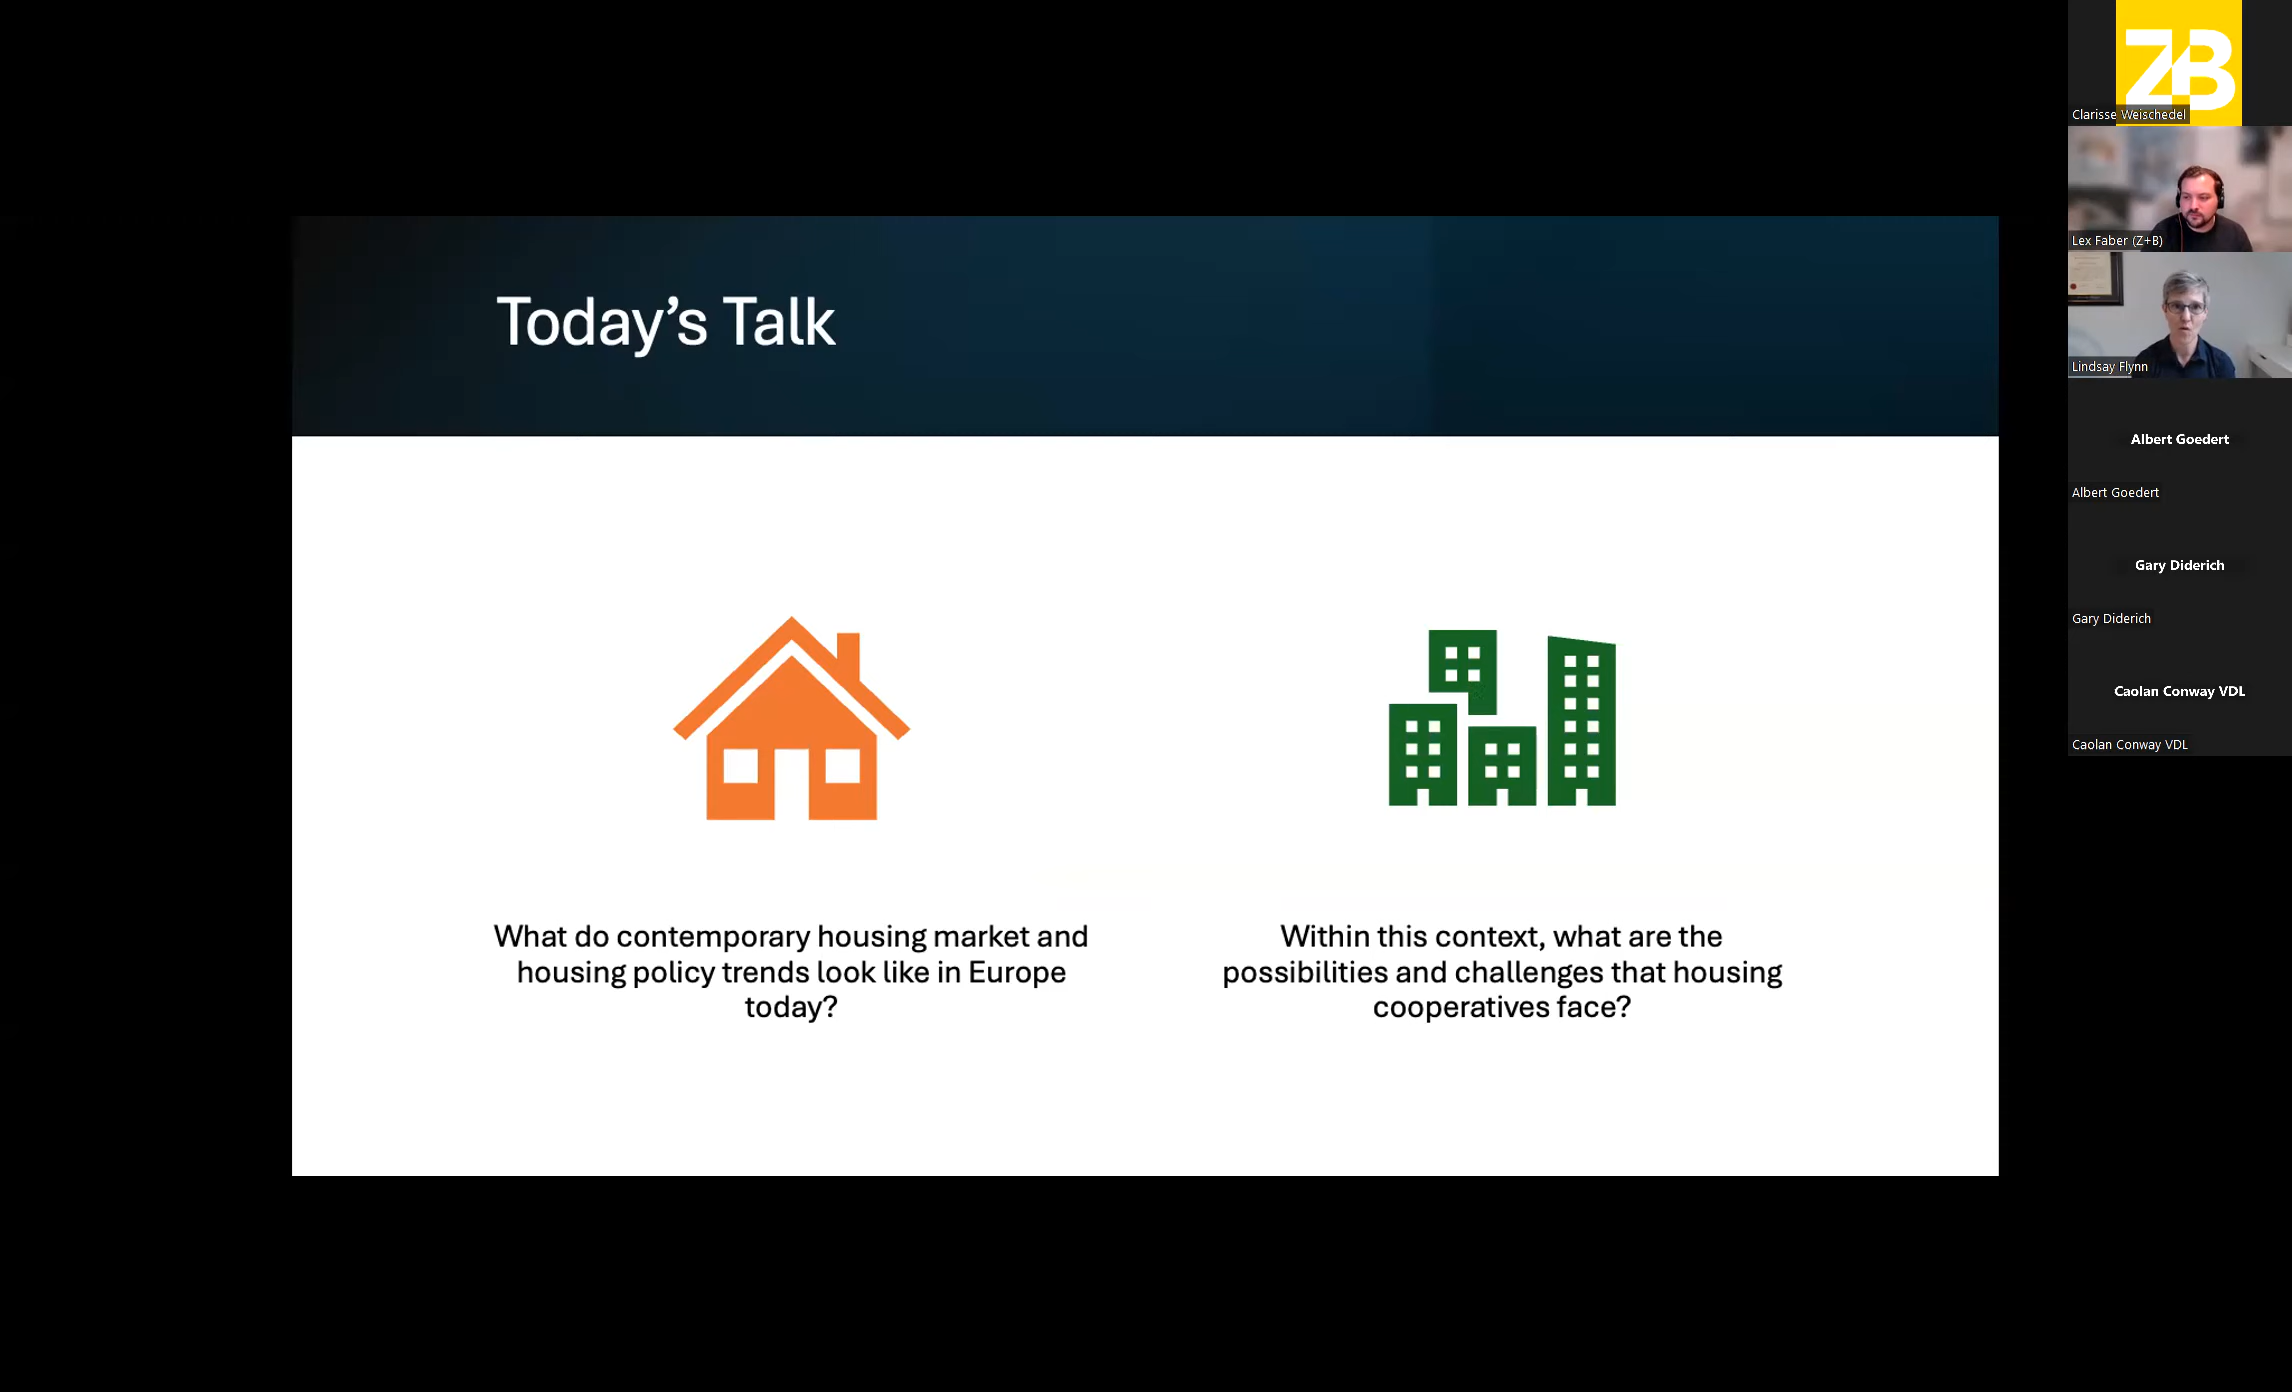 Today's Talk
What do contemporary housing market and
housing policy trends look like in Europe
today?
Within this context, what are the
possibilities and challenges that housing
cooperatives face?
ZB
Clarisse Weischedel
Lex Faber (Z+B)
Lindsay Flynn
Albert Goedert
Albert Goedert
Gary Diderich
Gary Diderich
Caolan Conway VDL
Caolan Conway VDL